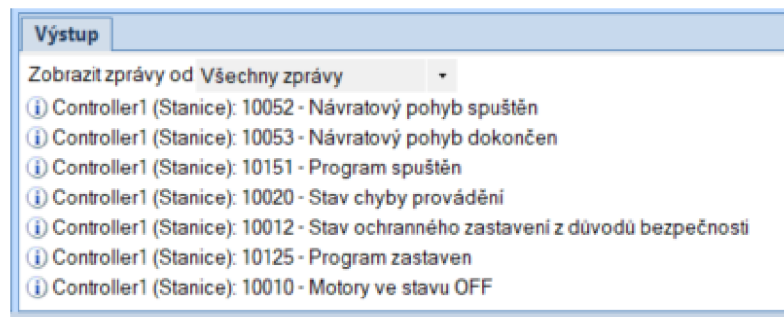 Výstup
Zobrazit zprávy od Všechny zprávy
Controller1 (Stanice): 10052 - Návratový pohyb spuštěn
Controller1 (Stanice): 10053 - Návratový pohyb dokončen
Controller1 (Stanice): 10151 - Program spuštěn
Controller1 (Stanice): 10020 - Stav chyby provádění
Controller1 (Stanice): 10012 - Stav ochranného zastavení z důvodů bezpečnosti
Controller1 (Stanice): 10125 - Program zastaven
Controller1 (Stanice): 10010 - Motory ve stavu OFF